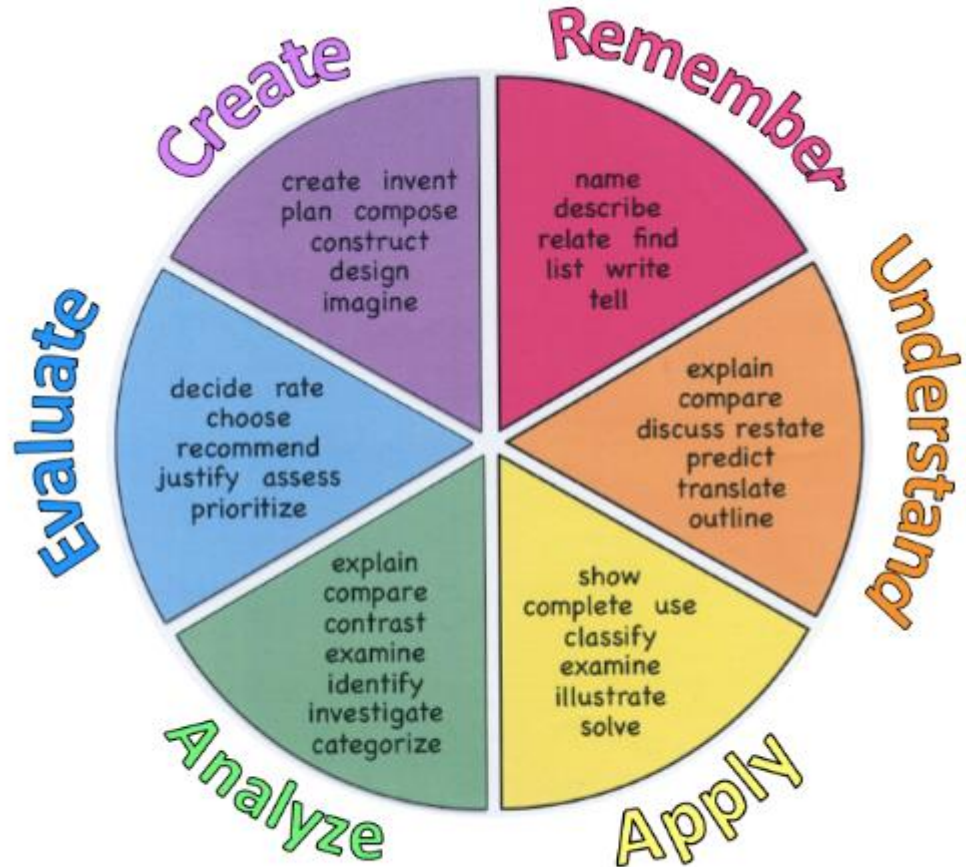 Remember
name
describe
relate find
list write
tell
Understand
explain
compare
discuss restate
predict
translate
outline
Apply
show
complete use
classify
examine
illustrate
solve
Analyze
explain
compare
contrast
examine
identify
investigate
categorize
Evaluate
decide rate
choose
recommend
justify assess
prioritize
Create
create invent
plan compose
construct
design
imagine